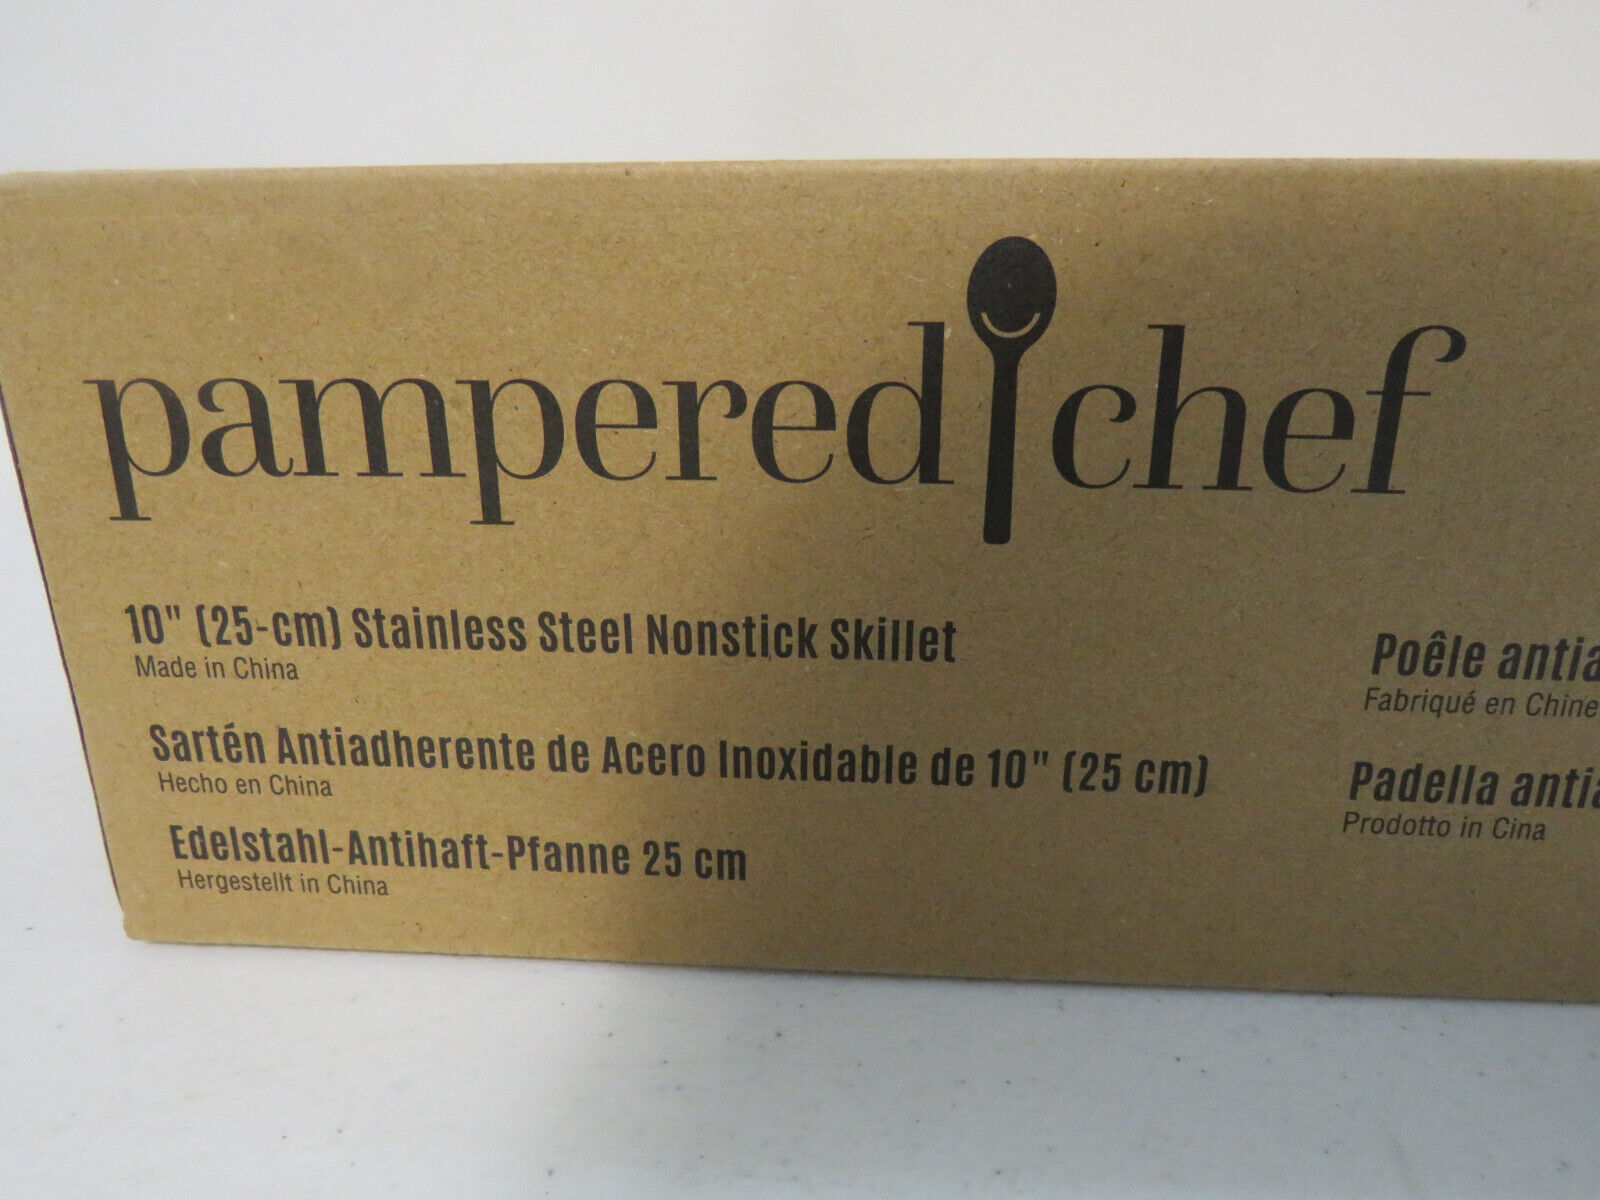 pampered chef
10" (25-cm) Stainless Steel Nonstick Skillet
Made in China
Sartén Antiadherente de Acero Inoxidable de 10" (25 cm)
Hecho en China
Edelstahl-Antihaft-Pfanne 25 cm
Hergestellt in China
Poêle antia
Fabriqué en Chine
Padella antia
Prodotto in Cina